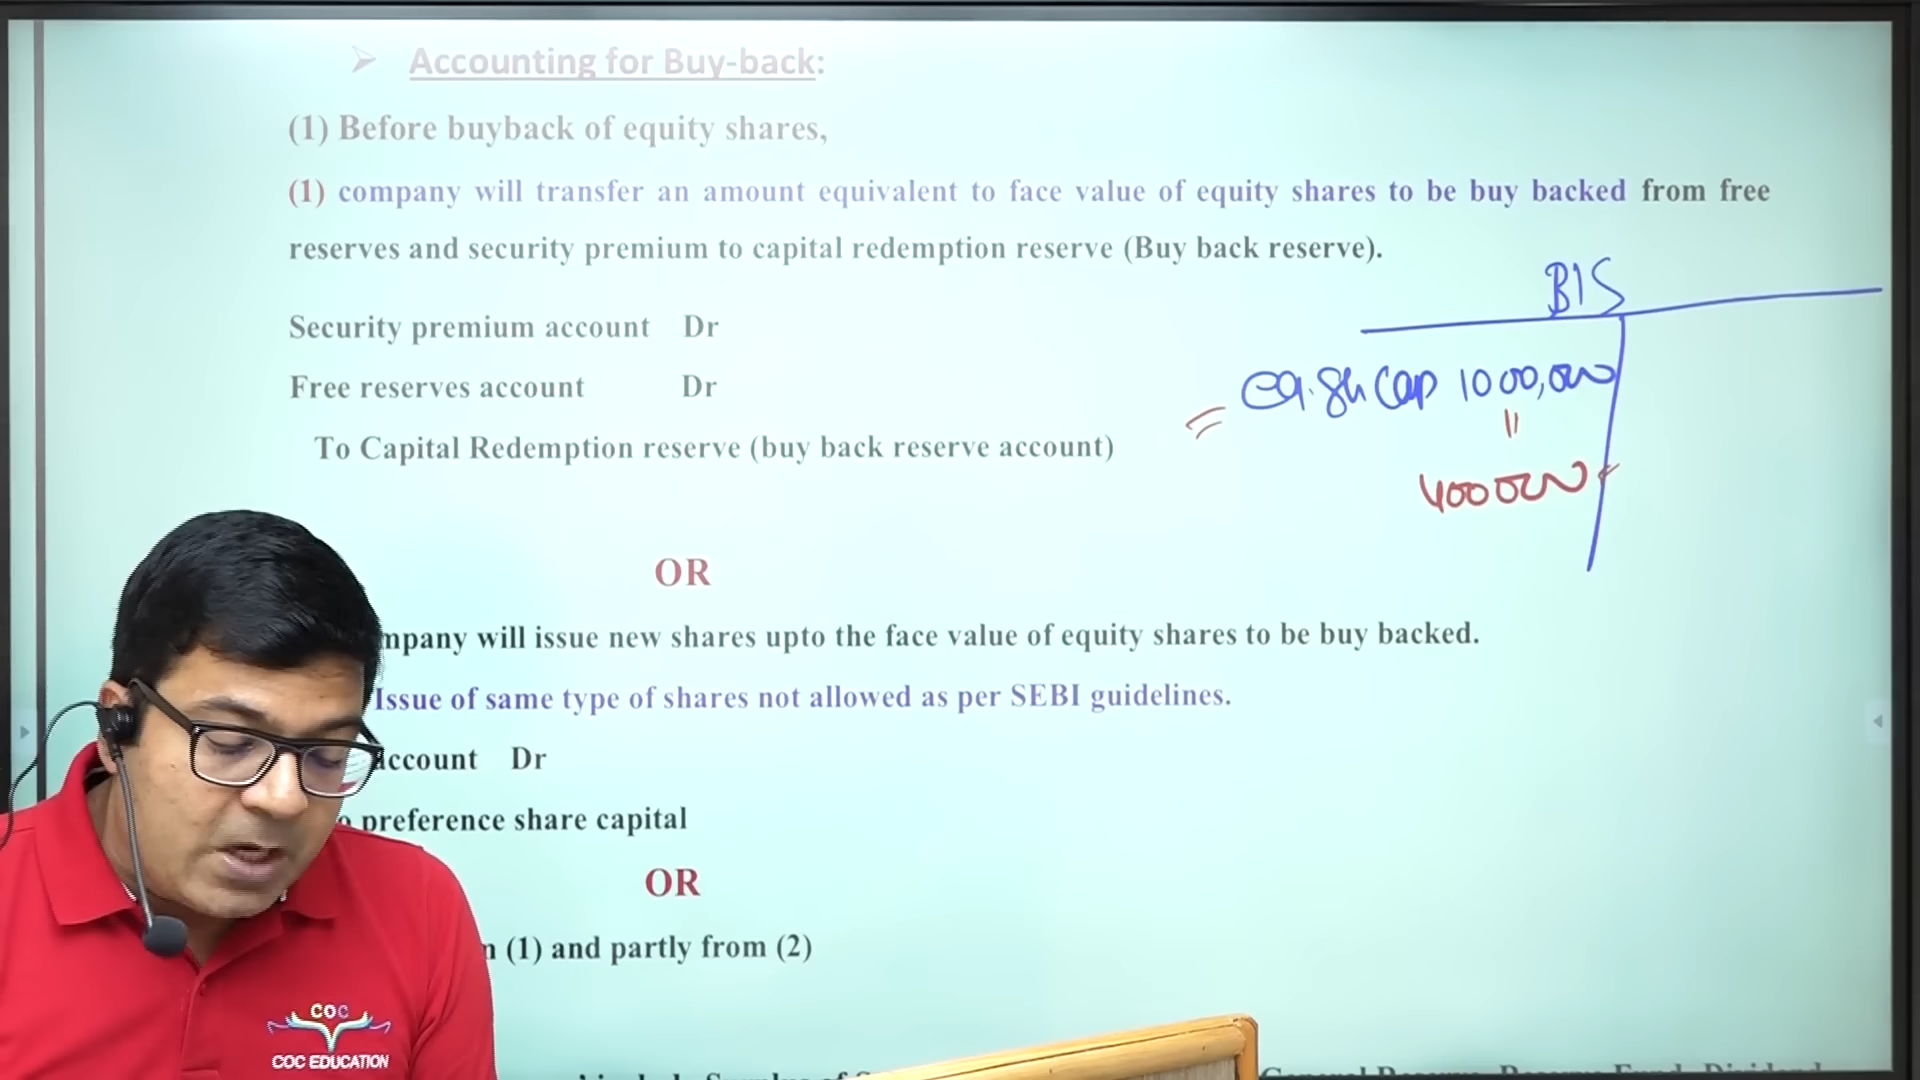 ➢ Accounting for Buy-back:
(1) Before buyback of equity shares,
(1) company will transfer an amount equivalent to face value of equity shares to be buy backed from free
reserves and security premium to capital redemption reserve (Buy back reserve).
B/S
Security premium account Dr
Free reserves account Dr
= eq. sh cap 1000,000
"
To Capital Redemption reserve (buy back reserve account)
400000
OR
mpany will issue new shares upto the face value of equity shares to be buy backed.
Issue of same type of shares not allowed as per SEBI guidelines.
account Dr
preference share capital
OR
(1) and partly from (2)
COC
COC EDUCATION